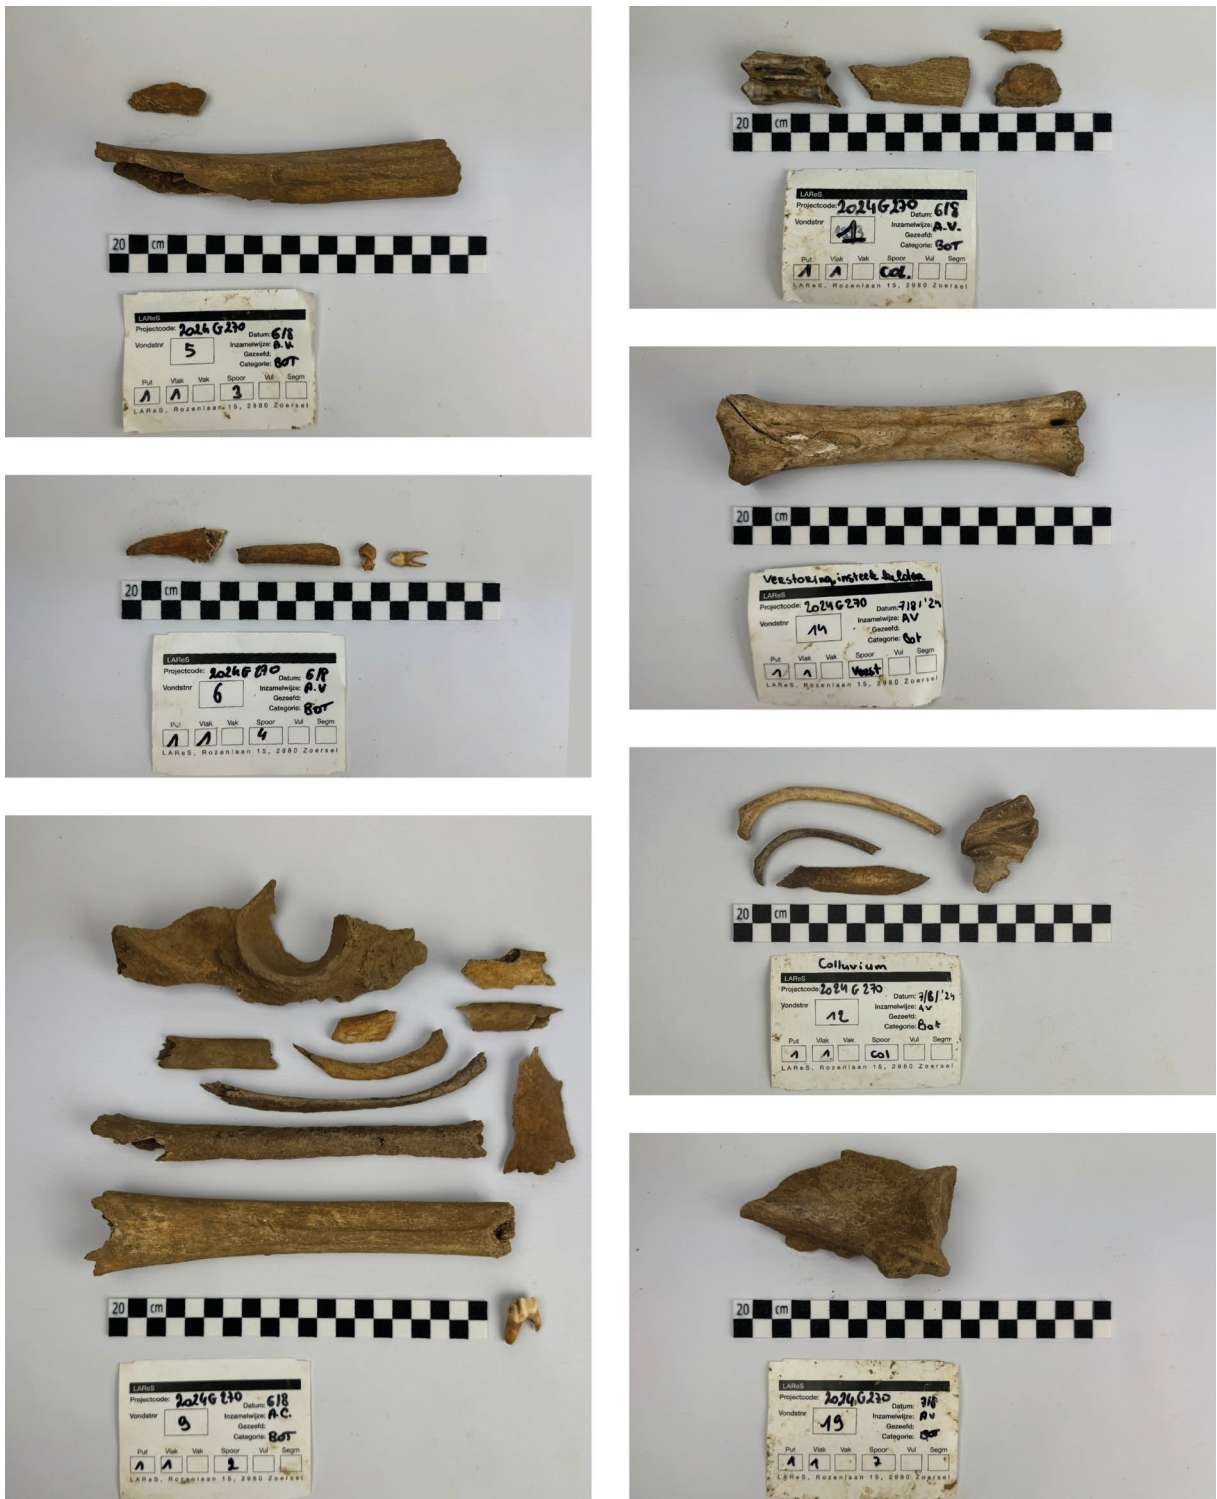 20 cm
LAReS
Projectcode: 2024G270
Datum: 6/8
Vondstnr 5
Inzamelwijze: A.V.
Gezeefd:
Categorie: BOT
Put Vlak Vak Spoor Vul Segm
1 1 3
LAReS, Rozenlaan 15, 2980 Zoersel
20 cm
LAReS
Projectcode: 2024G270
Datum: 6/8
Vondstnr 6
Inzamelwijze: A.V
Gezeefd:
Categorie: BOT
Put Vlak Vak Spoor Vul Segm
1 1 4
LAReS, Rozenlaan 15, 2980 Zoersel
20 cm
LAReS
Projectcode: 2024G270
Datum: 6/8
Vondstnr 9
Inzamelwijze: A.C.
Gezeefd:
Categorie: BOT
Put Vlak Vak Spoor Vul Segm
1 1 2
LAReS, Rozenlaan 15, 2980 Zoersel
20 cm
LAReS
Projectcode: 2024G270
Datum: 6/8
Vondstnr 1
Inzamelwijze: A.V.
Gezeefd:
Categorie: BOT
Put Vlak Vak Spoor Vul Segm
1 1 COL.
LAReS, Rozenlaan 15, 2980 Zoersel
20 cm
Verstoring, insteek kelder
LAReS
Projectcode: 2024G270
Datum: 7/8/'24
Vondstnr 14
Inzamelwijze: AV
Gezeefd:
Categorie: Bot
Put Vlak Vak Spoor Vul Segm
1 1 Verst
LAReS, Rozenlaan 15, 2980 Zoersel
20 cm
Colluvium
LAReS
Projectcode: 2024G270
Datum: 7/8/'24
Vondstnr 12
Inzamelwijze: AV
Gezeefd:
Categorie: Bot
Put Vlak Vak Spoor Vul Segm
1 1 Col
LAReS, Rozenlaan 15, 2980 Zoersel
20 cm
LAReS
Projectcode: 2024G270
Datum: 7/8
Vondstnr 19
Inzamelwijze: AV
Gezeefd:
Categorie: BOT
Put Vlak Vak Spoor Vul Segm
1 1 7
LAReS, Rozenlaan 15, 2980 Zoersel